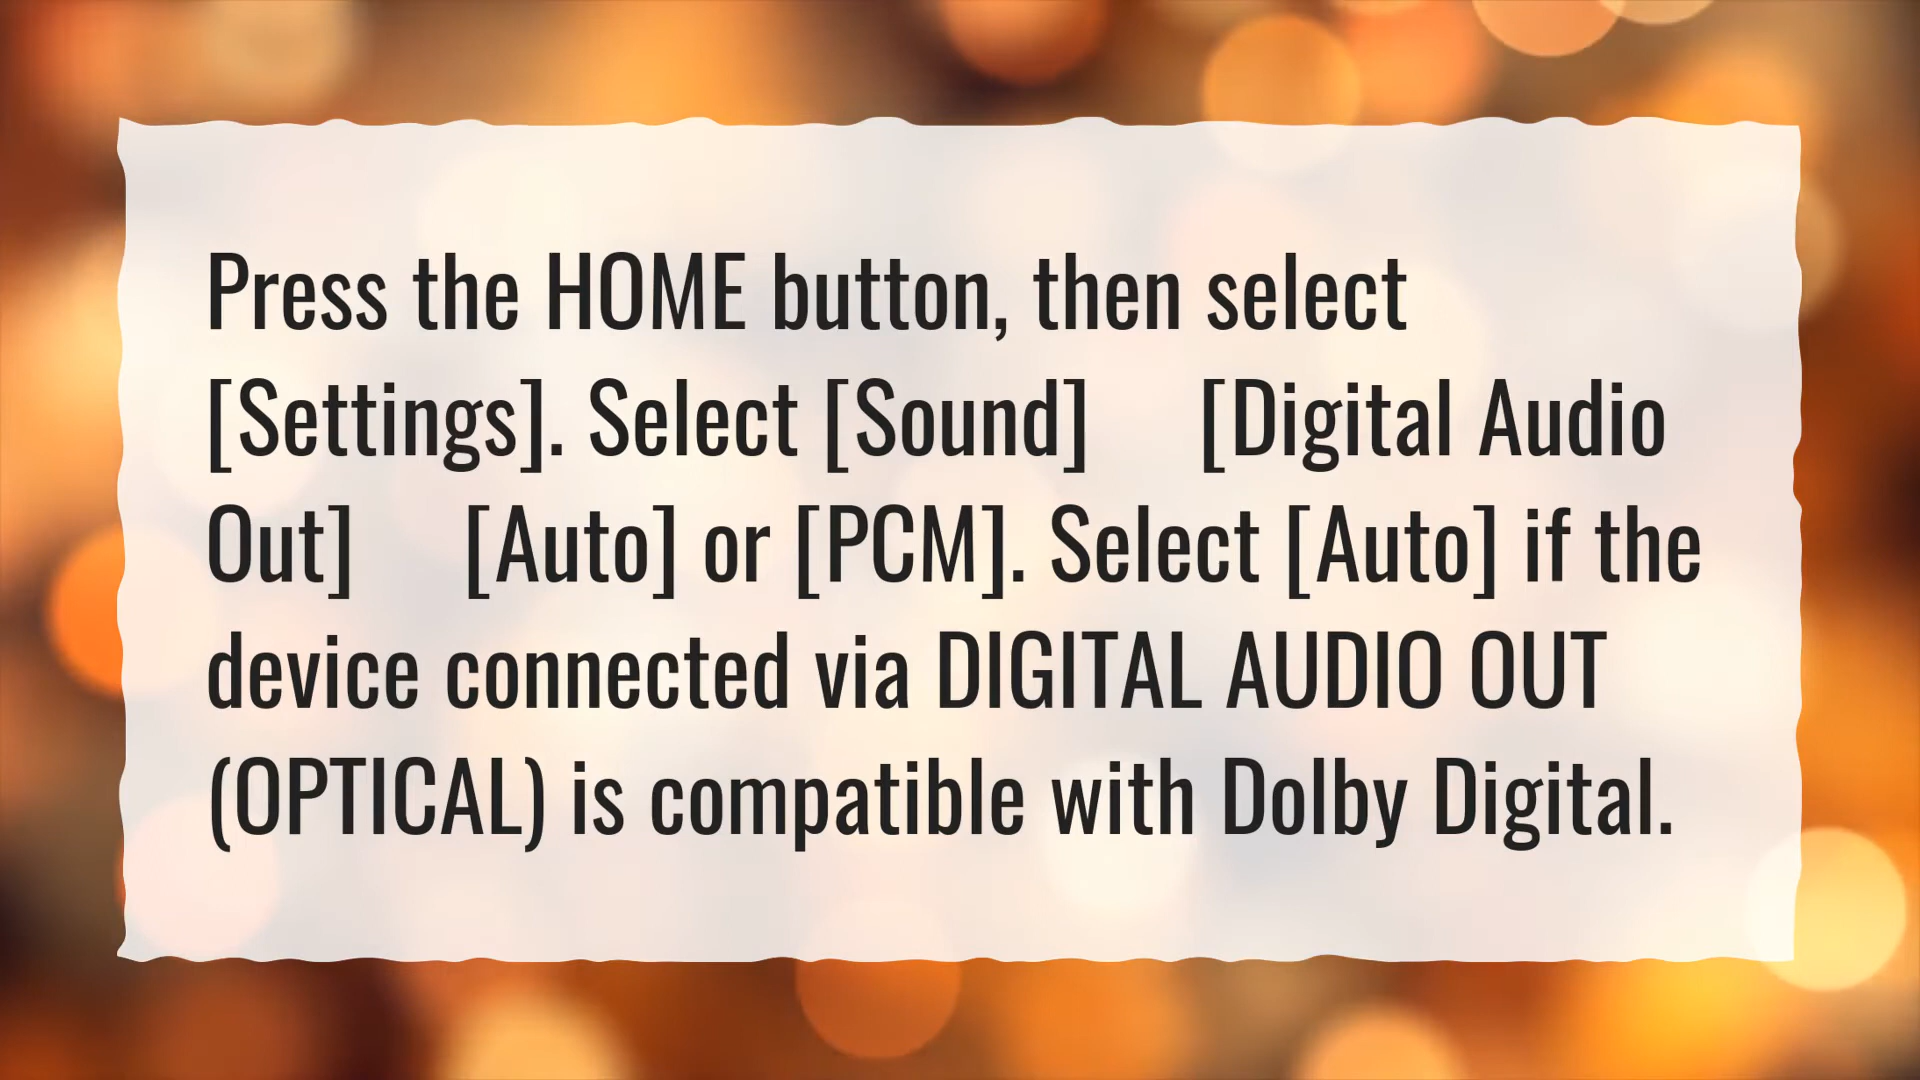 Press the HOME button, then select
[Settings]. Select [Sound] [Digital Audio
Out] [Auto] or [PCM]. Select [Auto] if the
device connected via DIGITAL AUDIO OUT
(OPTICAL) is compatible with Dolby Digital.